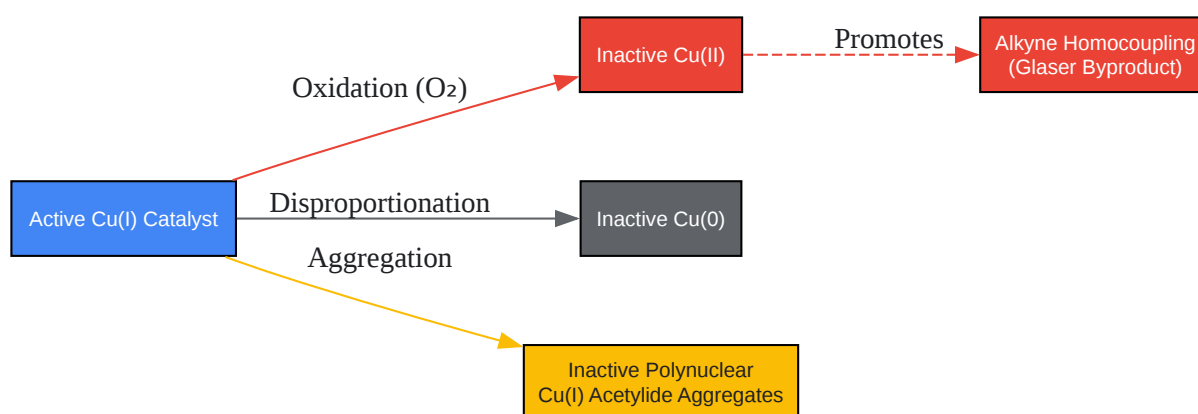 Inactive Cu(II)
Promotes
Alkyne Homocoupling
(Glaser Byproduct)
Oxidation (O₂)
Active Cu(I) Catalyst
Disproportionation
Inactive Cu(0)
Aggregation
Inactive Polynuclear
Cu(I) Acetylide Aggregates